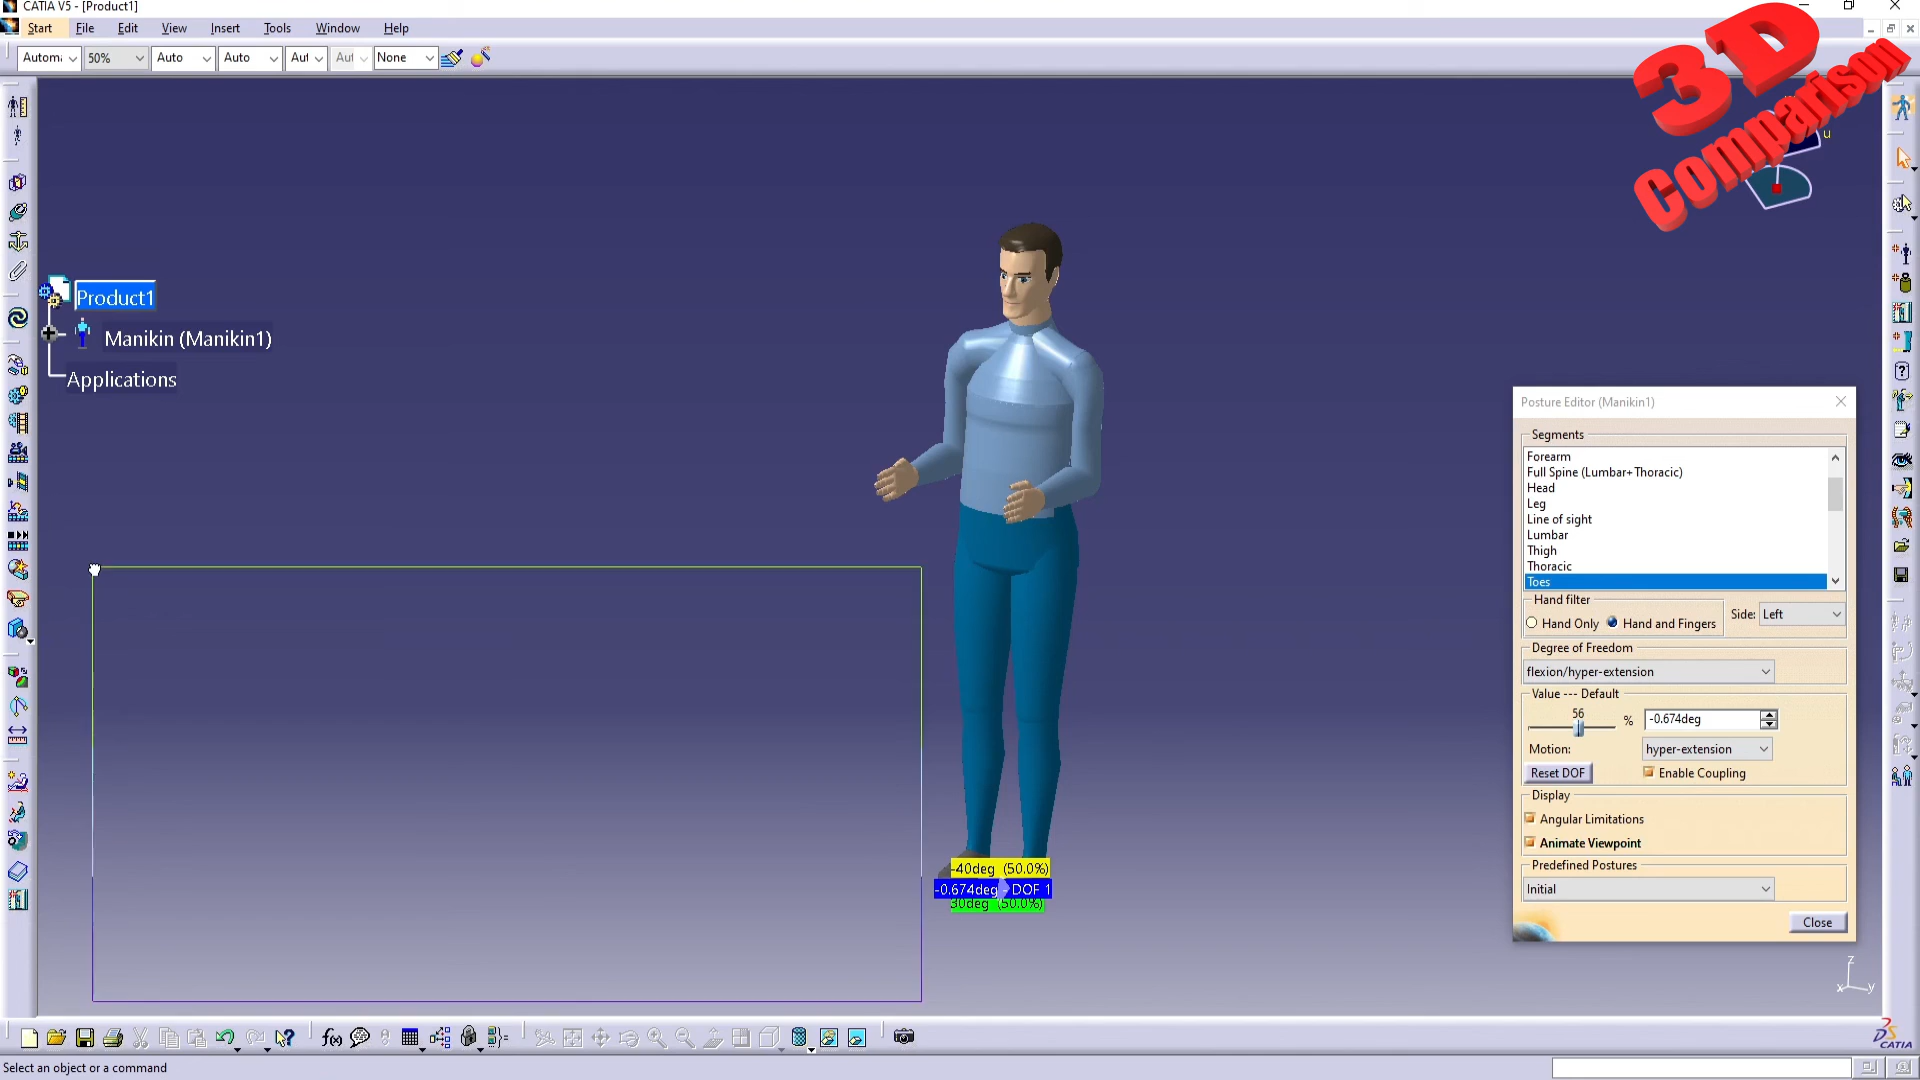 CATIA V5 - [Product1]
Start File Edit View Insert Tools Window Help
Automa 50% Auto Auto Aut Aut None
3D
Comparison
u
Product1
Manikin (Manikin1)
Applications
Posture Editor (Manikin1)
Segments
Forearm
Full Spine (Lumbar+Thoracic)
Head
Leg
Line of sight
Lumbar
Thigh
Thoracic
Toes
Hand filter
Hand Only Hand and Fingers
Side: Left
Degree of Freedom
flexion/hyper-extension
Value --- Default
56
% -0.674deg
Motion: hyper-extension
Reset DOF Enable Coupling
Display
Angular Limitations
Animate Viewpoint
Predefined Postures
Initial
Close
-40deg (50.0%)
-0.674deg - DOF 1
30deg (50.0%)
z
x y
f(x)
CATIA
Select an object or a command